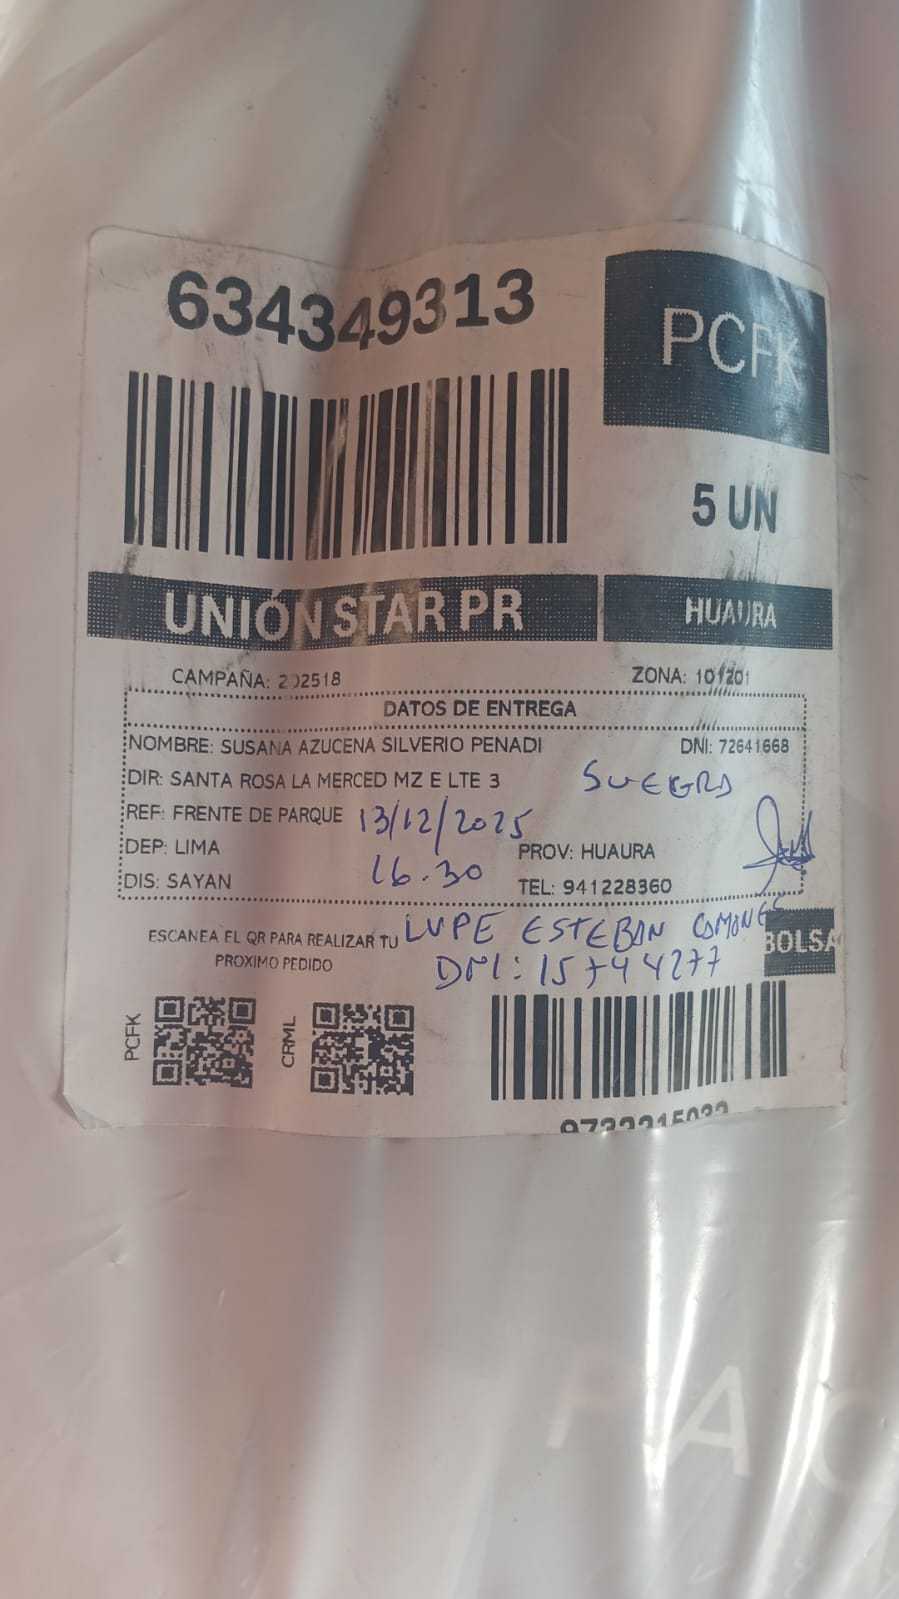 634349313
PCFK
5 UN
UNIÓN STAR PR
HUAURA
CAMPAÑA: 202518
ZONA: 101201
DATOS DE ENTREGA
NOMBRE: SUSANA AZUCENA SILVERIO PENADI
DNI: 72641668
DIR: SANTA ROSA LA MERCED MZ E LTE 3
SUEGRA
REF: FRENTE DE PARQUE
13/12/2025
DEP: LIMA
16.30
PROV: HUAURA
DIS: SAYAN
TEL: 941228360
LUPE ESTEBAN
DNI: 15744277
ESCANEA EL QR PARA REALIZAR TU
PROXIMO PEDIDO
BOLSA
PCFK
CRML
9732215032